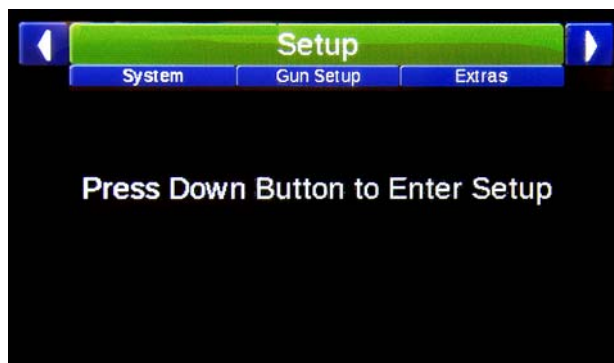 Setup
System Gun Setup Extras
Press Down Button to Enter Setup